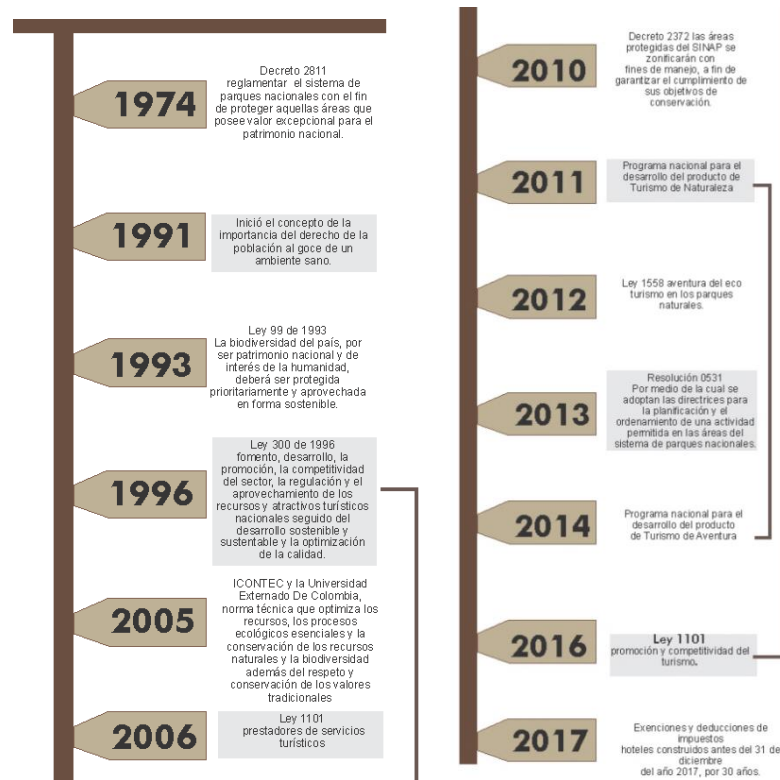 1974
Decreto 2811
reglamentar el sistema de
parques nacionales con el fin
de proteger aquellas áreas que
posee valor excepcional para el
patrimonio nacional.
1991
Inició el concepto de la
importancia del derecho de la
población al goce de un
ambiente sano.
1993
Ley 99 de 1993
La biodiversidad del país, por
ser patrimonio nacional y de
interés de la humanidad,
deberá ser protegida
prioritariamente y aprovechada
en forma sostenible.
1996
Ley 300 de 1996
fomento, desarrollo, la
promoción, la competitividad
del sector, la regulación y el
aprovechamiento de los
recursos y atractivos turísticos
nacionales seguido del
desarrollo sostenible y
sustentable y la optimización
de la calidad.
2005
ICONTEC y la Universidad
Externado De Colombia,
norma técnica que optimiza los
recursos, los procesos
ecológicos esenciales y la
conservación de los recursos
naturales y la biodiversidad
además del respeto y
conservación de los valores
tradicionales
2006
Ley 1101
prestadores de servicios
turísticos
2010
Decreto 2372 las áreas
protegidas del SINAP se
zonificarán con
fines de manejo, a fin de
garantizar el cumplimiento de
sus objetivos de
conservación.
2011
Programa nacional para el
desarrollo del producto de
Turismo de Naturaleza
2012
Ley 1558 aventura del eco
turismo en los parques
naturales.
2013
Resolución 0531
Por medio de la cual se
adoptan las directrices para
la planificación y el
ordenamiento de una actividad
permitida en las áreas del
sistema de parques nacionales.
2014
Programa nacional para el
desarrollo del producto
de Turismo de Aventura
2016
Ley 1101
promoción y competitividad del
turismo.
2017
Exenciones y deducciones de
impuestos
hoteles construidos antes del 31 de
diciembre
del año 2017, por 30 años.